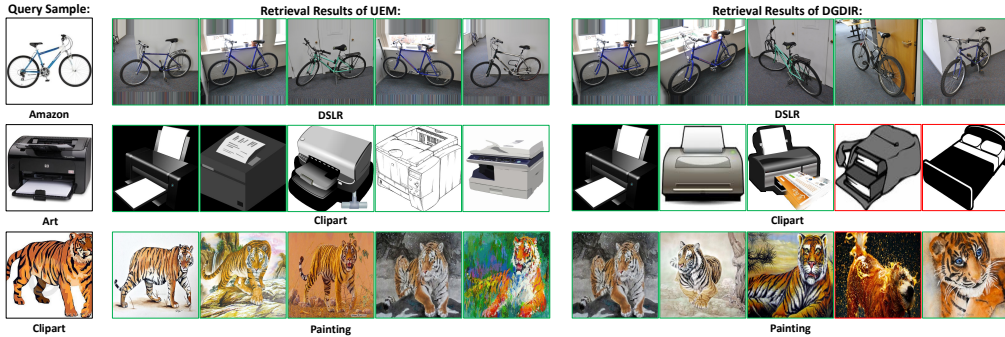 Query Sample:
Retrieval Results of UEM:
Retrieval Results of DGDIR:
Amazon
DSLR
DSLR
Art
Clipart
Clipart
Clipart
Painting
Painting